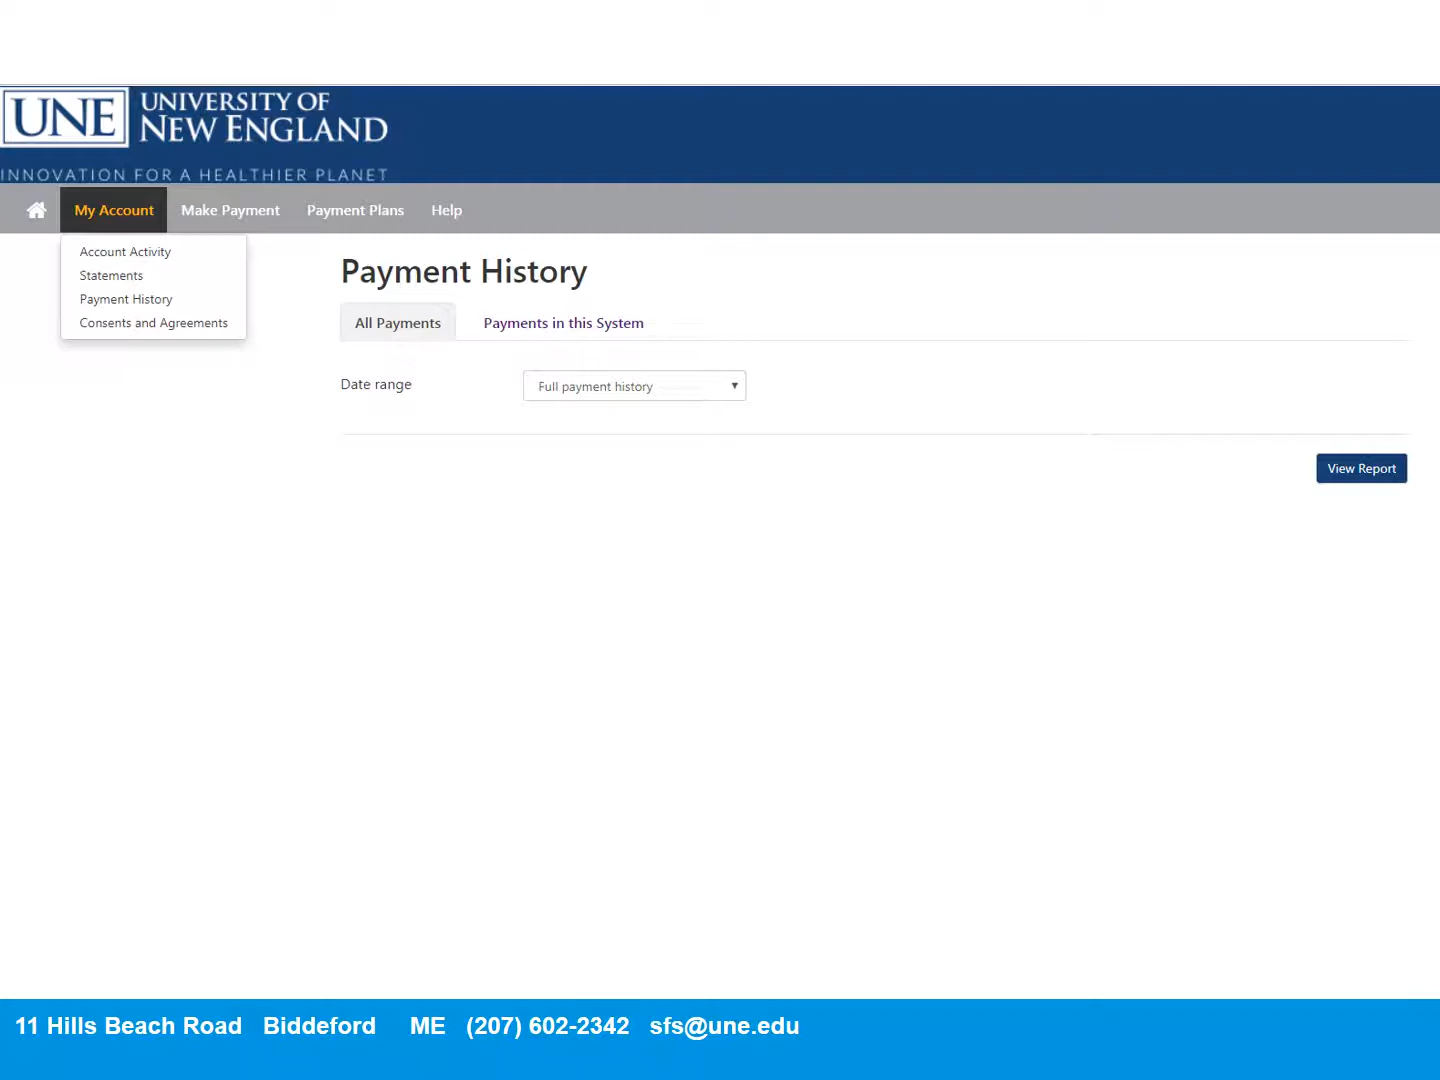 UNE UNIVERSITY OF
NEW ENGLAND
INNOVATION FOR A HEALTHIER PLANET
My Account Make Payment Payment Plans Help
Account Activity
Statements
Payment History
Consents and Agreements
Payment History
All Payments Payments in this System
Date range Full payment history
View Report
11 Hills Beach Road Biddeford ME (207) 602-2342 sfs@une.edu